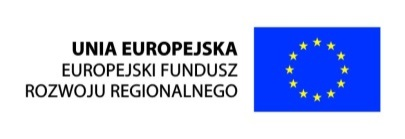 UNIA EUROPEJSKA
EUROPEJSKI FUNDUSZ
ROZWOJU REGIONALNEGO